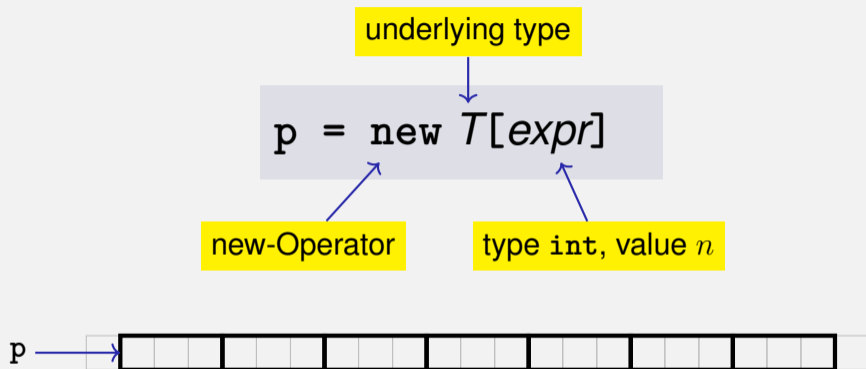 underlying type
p = new T[expr]
new-Operator
type int, value n
p